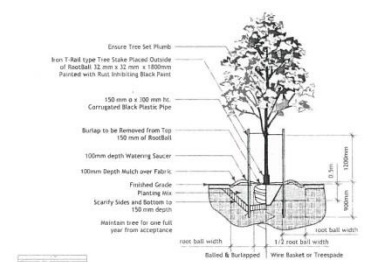 Ensure Tree Set Plumb
Iron T-Rail type Tree Stake Placed Outside
of RootBall 32 mm x 32 mm x 1800mm
Painted with Rust Inhibiting Black Paint
150 mm ø x 300 mm ht.
Corrugated Black Plastic Pipe
Burlap to be Removed from Top
150 mm of RootBall
100mm depth Watering Saucer
100mm Depth Mulch over Fabric
Finished Grade
Planting Mix
Scarify Sides and Bottom to
150 mm depth
Maintain tree for one full
year from acceptance
1200mm
0.5m
900mm
root ball width
root ball width
1/2 root ball width
Balled & Burlapped
Wire Basket or Treespade